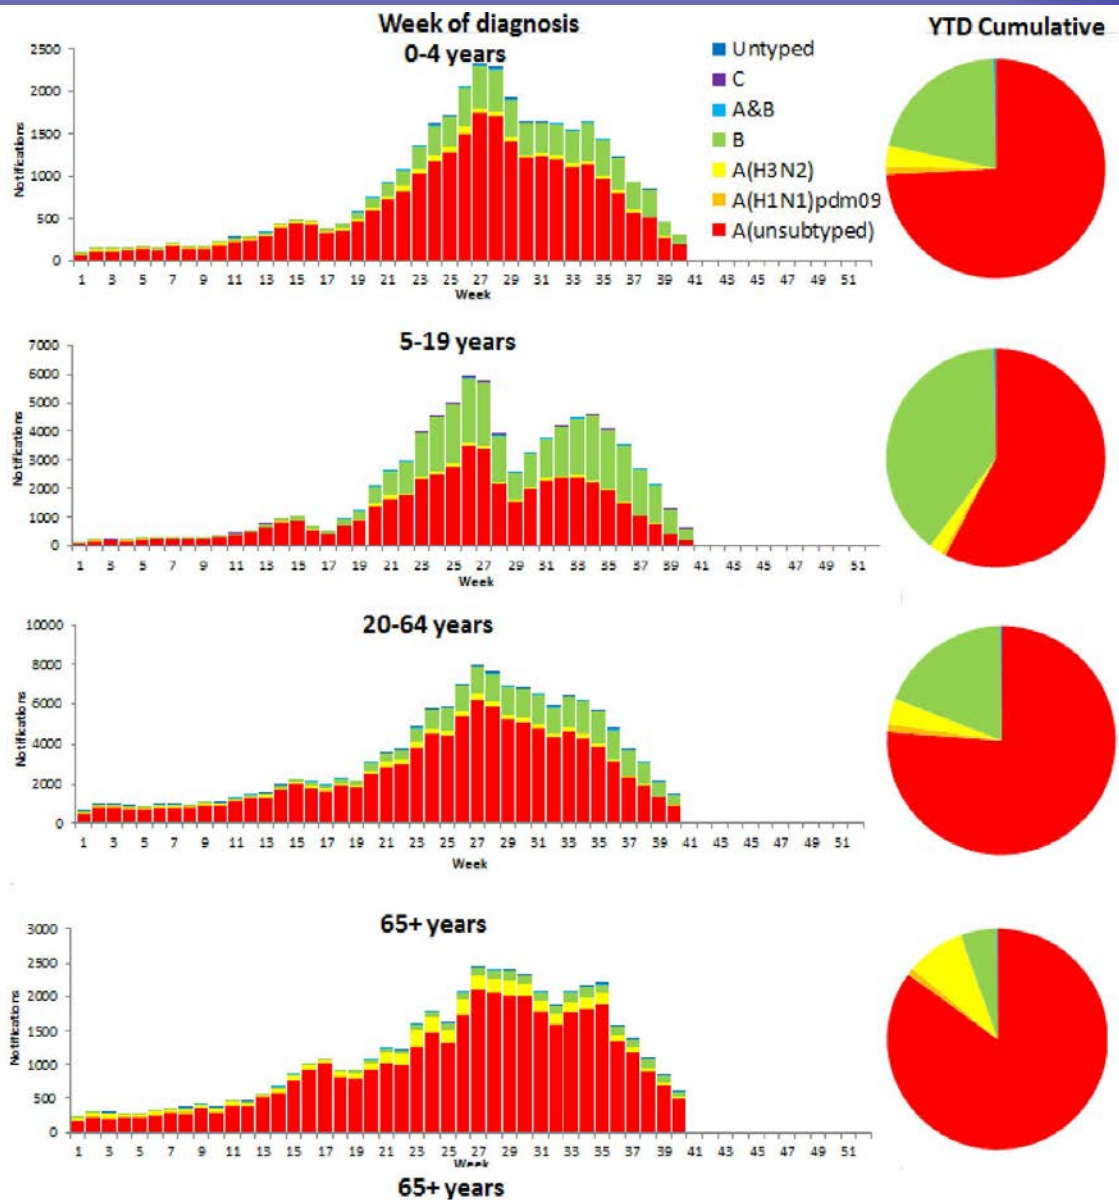 Week of diagnosis
YTD Cumulative
0-4 years
Untyped
C
A&B
B
A(H3N2)
A(H1N1)pdm09
A(unsubtyped)
2500
2000
1500
1000
500
0
Notifications
1 3 5 7 9 11 13 15 17 19 21 23 25 27 29 31 33 35 37 39 41 43 45 47 49 51
Week
5-19 years
7000
6000
5000
4000
3000
2000
1000
0
Notifications
1 3 5 7 9 11 13 15 17 19 21 23 25 27 29 31 33 35 37 39 41 43 45 47 49 51
Week
20-64 years
10000
8000
6000
4000
2000
0
Notifications
1 3 5 7 9 11 13 15 17 19 21 23 25 27 29 31 33 35 37 39 41 43 45 47 49 51
Week
65+ years
3000
2500
2000
1500
1000
500
0
Notifications
1 3 5 7 9 11 13 15 17 19 21 23 25 27 29 31 33 35 37 39 41 43 45 47 49 51
Week
65+ years